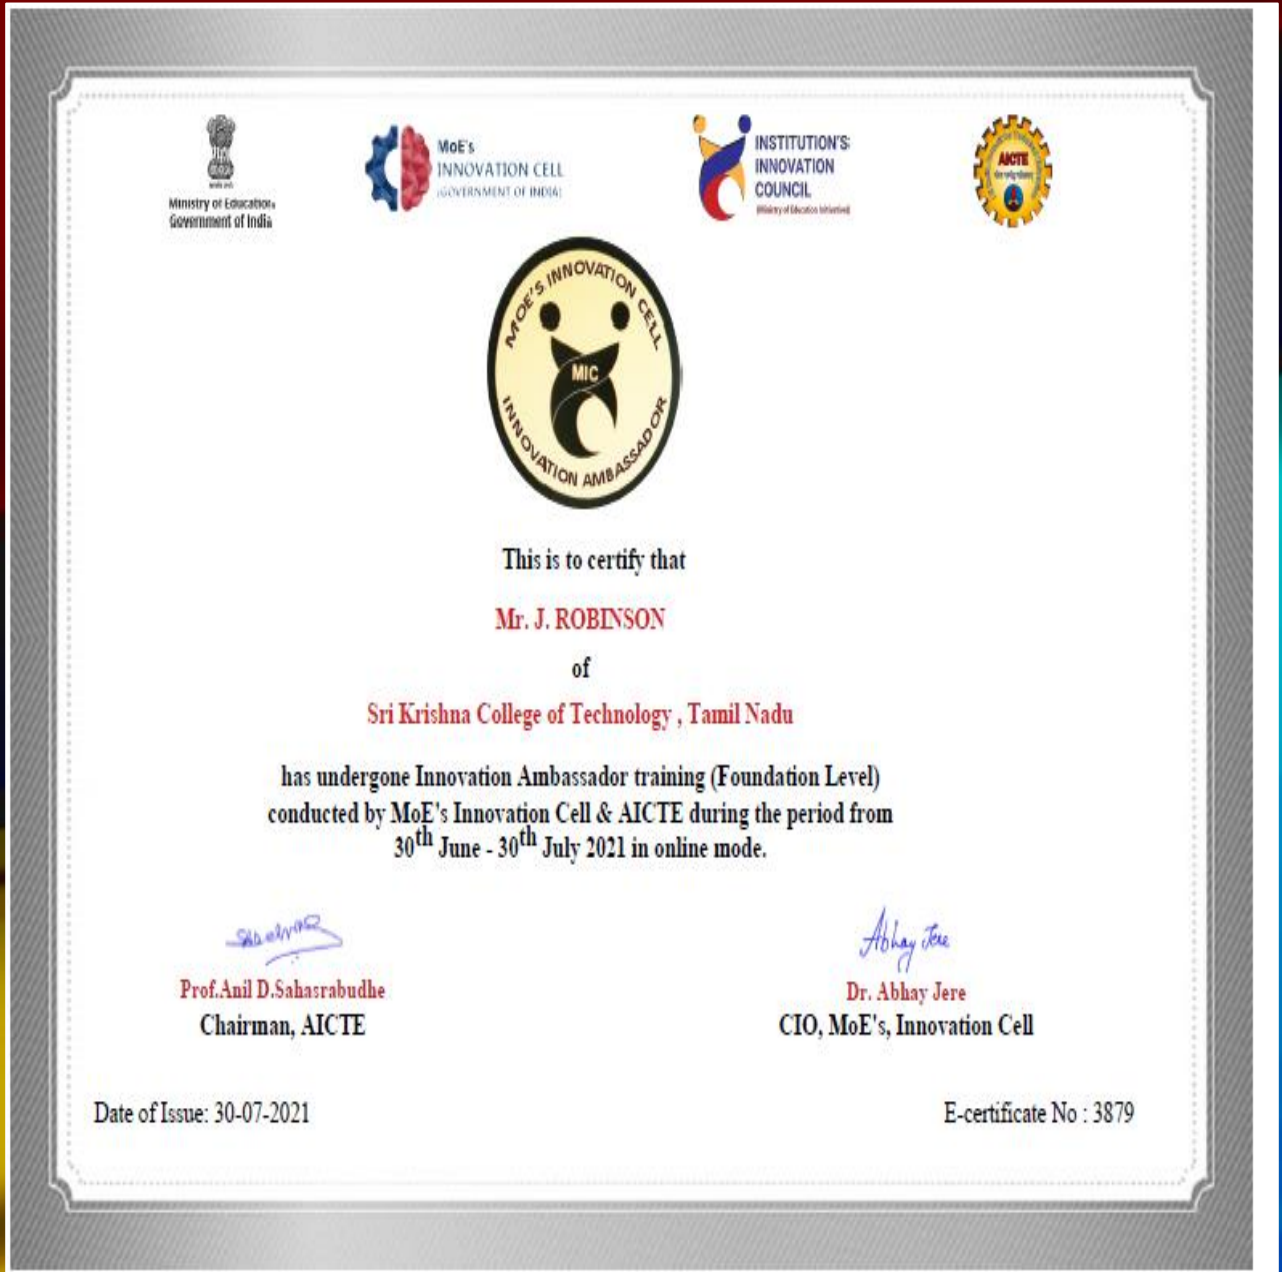 Ministry of Education
Government of India
MoE's
INNOVATION CELL
(GOVERNMENT OF INDIA)
INSTITUTION'S
INNOVATION
COUNCIL
(Ministry of Education Initiative)
AICTE
MOE'S INNOVATION CELL
MIC
INNOVATION AMBASSADOR
This is to certify that
Mr. J. ROBINSON
of
Sri Krishna College of Technology , Tamil Nadu
has undergone Innovation Ambassador training (Foundation Level)
conducted by MoE's Innovation Cell & AICTE during the period from
30th June - 30th July 2021 in online mode.
Abhay Jere
Prof.Anil D.Sahasrabudhe
Dr. Abhay Jere
Chairman, AICTE
CIO, MoE's, Innovation Cell
Date of Issue: 30-07-2021
E-certificate No : 3879